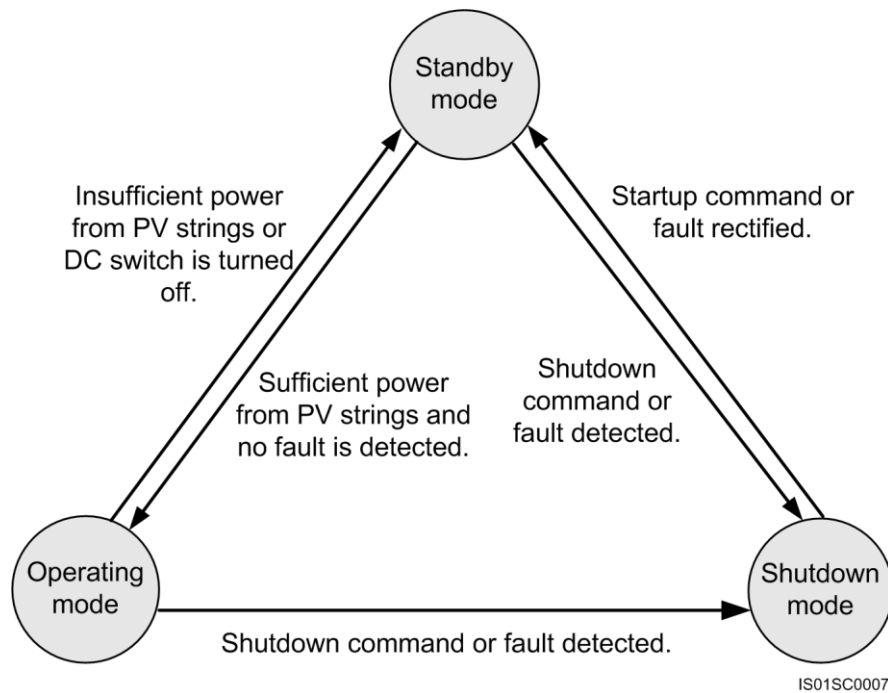 Standby
mode
Insufficient power
from PV strings or
DC switch is turned
off.
Startup command or
fault rectified.
Sufficient power
from PV strings and
no fault is detected.
Shutdown
command or
fault detected.
Operating
mode
Shutdown
mode
Shutdown command or fault detected.
IS01SC0007